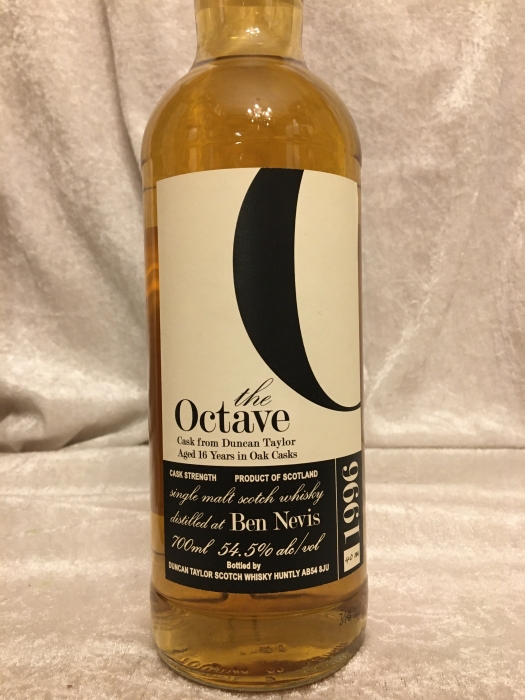 the
Octave
Cask from Duncan Taylor
Aged 16 Years in Oak Casks
CASK STRENGTH PRODUCT OF SCOTLAND
single malt scotch whisky
distilled at Ben Nevis
700ml 54.5% alc/vol
Bottled by
DUNCAN TAYLOR SCOTCH WHISKY HUNTLY AB54 8JU
1996